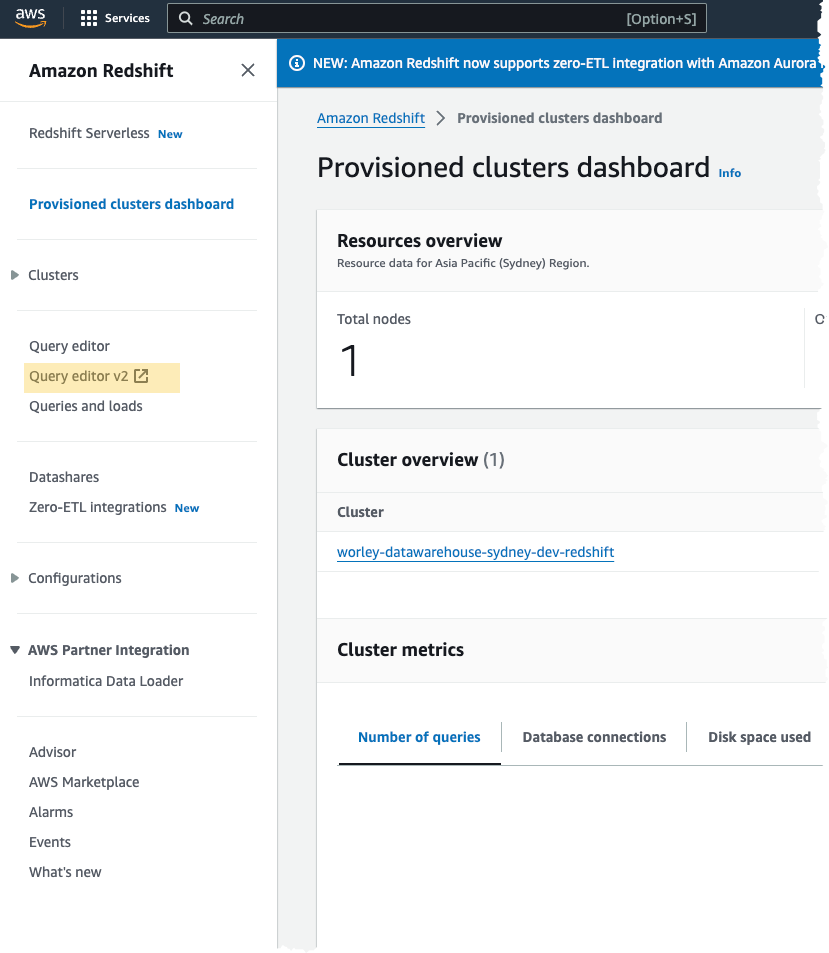 aws
Services
Search
[Option+S]
Amazon Redshift
Redshift Serverless New
Provisioned clusters dashboard
Clusters
Query editor
Query editor v2
Queries and loads
Datashares
Zero-ETL integrations New
Configurations
AWS Partner Integration
Informatica Data Loader
Advisor
AWS Marketplace
Alarms
Events
What's new
NEW: Amazon Redshift now supports zero-ETL integration with Amazon Aurora
Amazon Redshift > Provisioned clusters dashboard
Provisioned clusters dashboard Info
Resources overview
Resource data for Asia Pacific (Sydney) Region.
Total nodes
1
Cluster overview (1)
Cluster
worley-datawarehouse-sydney-dev-redshift
Cluster metrics
Number of queries
Database connections
Disk space used